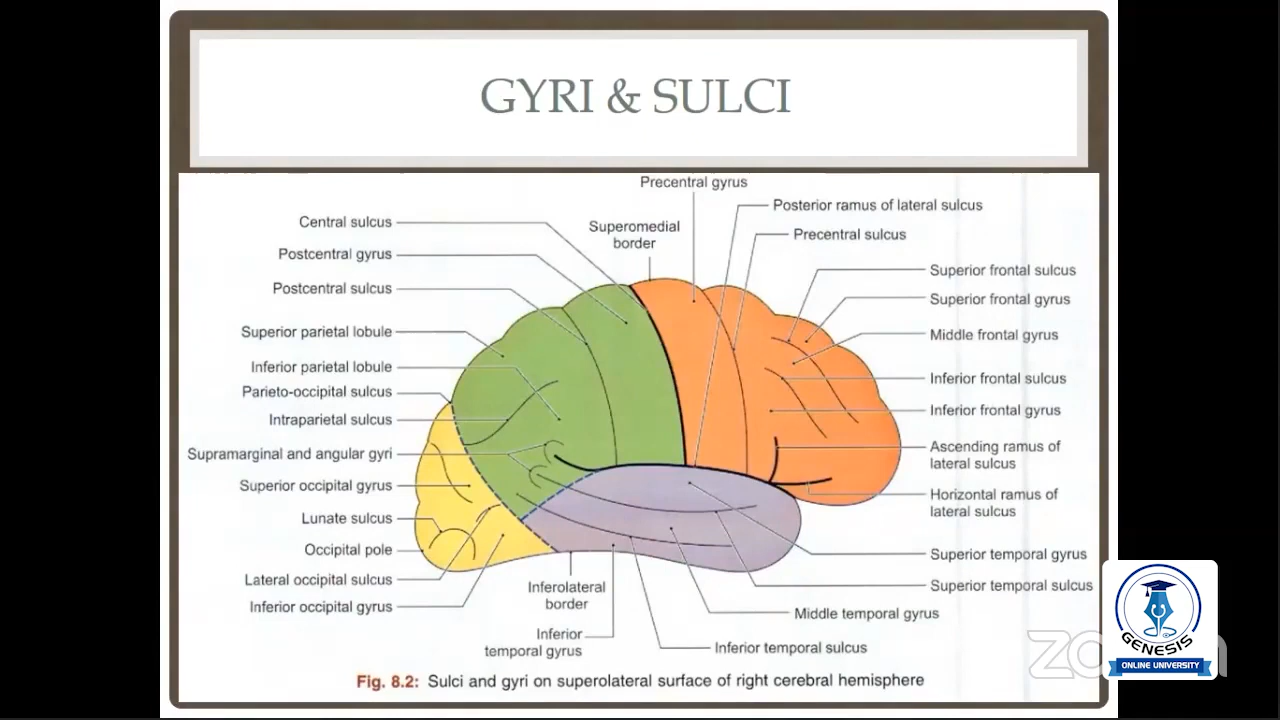 GYRI & SULCI
Precentral gyrus
Posterior ramus of lateral sulcus
Central sulcus
Superomedial
border
Precentral sulcus
Postcentral gyrus
Superior frontal sulcus
Postcentral sulcus
Superior frontal gyrus
Superior parietal lobule
Middle frontal gyrus
Inferior parietal lobule
Inferior frontal sulcus
Parieto-occipital sulcus
Intraparietal sulcus
Inferior frontal gyrus
Supramarginal and angular gyri
Ascending ramus of
lateral sulcus
Superior occipital gyrus
Horizontal ramus of
lateral sulcus
Lunate sulcus
Occipital pole
Superior temporal gyrus
Lateral occipital sulcus
Superior temporal sulcus
Inferolateral
border
Inferior occipital gyrus
Middle temporal gyrus
Inferior
temporal gyrus
Inferior temporal sulcus
Fig. 8.2: Sulci and gyri on superolateral surface of right cerebral hemisphere
GENESIS
ONLINE UNIVERSITY